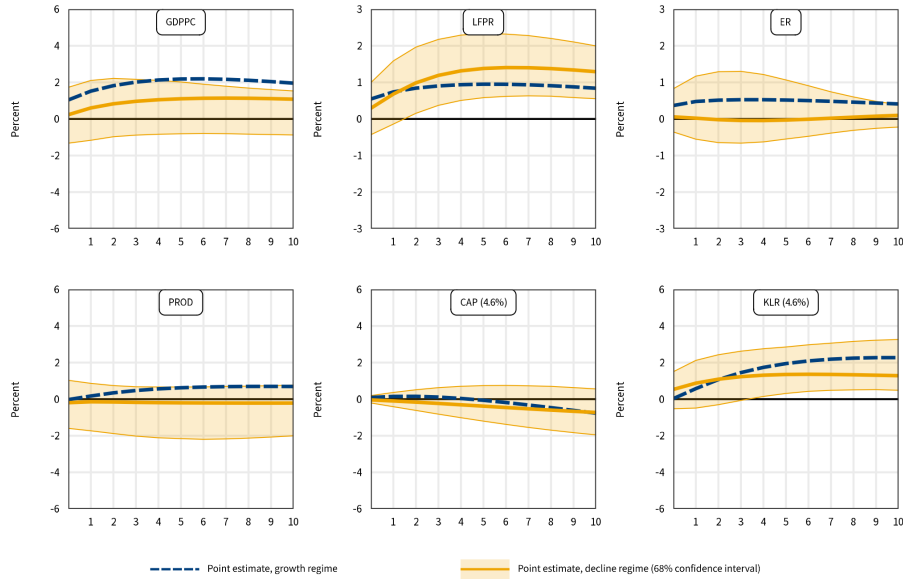 GDPPC
LFPR
ER
6
4
2
0
-2
-4
-6
Percent
1 2 3 4 5 6 7 8 9 10
3
2
1
0
-1
-2
-3
Percent
1 2 3 4 5 6 7 8 9 10
3
2
1
0
-1
-2
-3
Percent
1 2 3 4 5 6 7 8 9 10
PROD
CAP (4.6%)
KLR (4.6%)
6
4
2
0
-2
-4
-6
Percent
1 2 3 4 5 6 7 8 9 10
6
4
2
0
-2
-4
-6
Percent
1 2 3 4 5 6 7 8 9 10
6
4
2
0
-2
-4
-6
Percent
1 2 3 4 5 6 7 8 9 10
Point estimate, growth regime
Point estimate, decline regime (68% confidence interval)